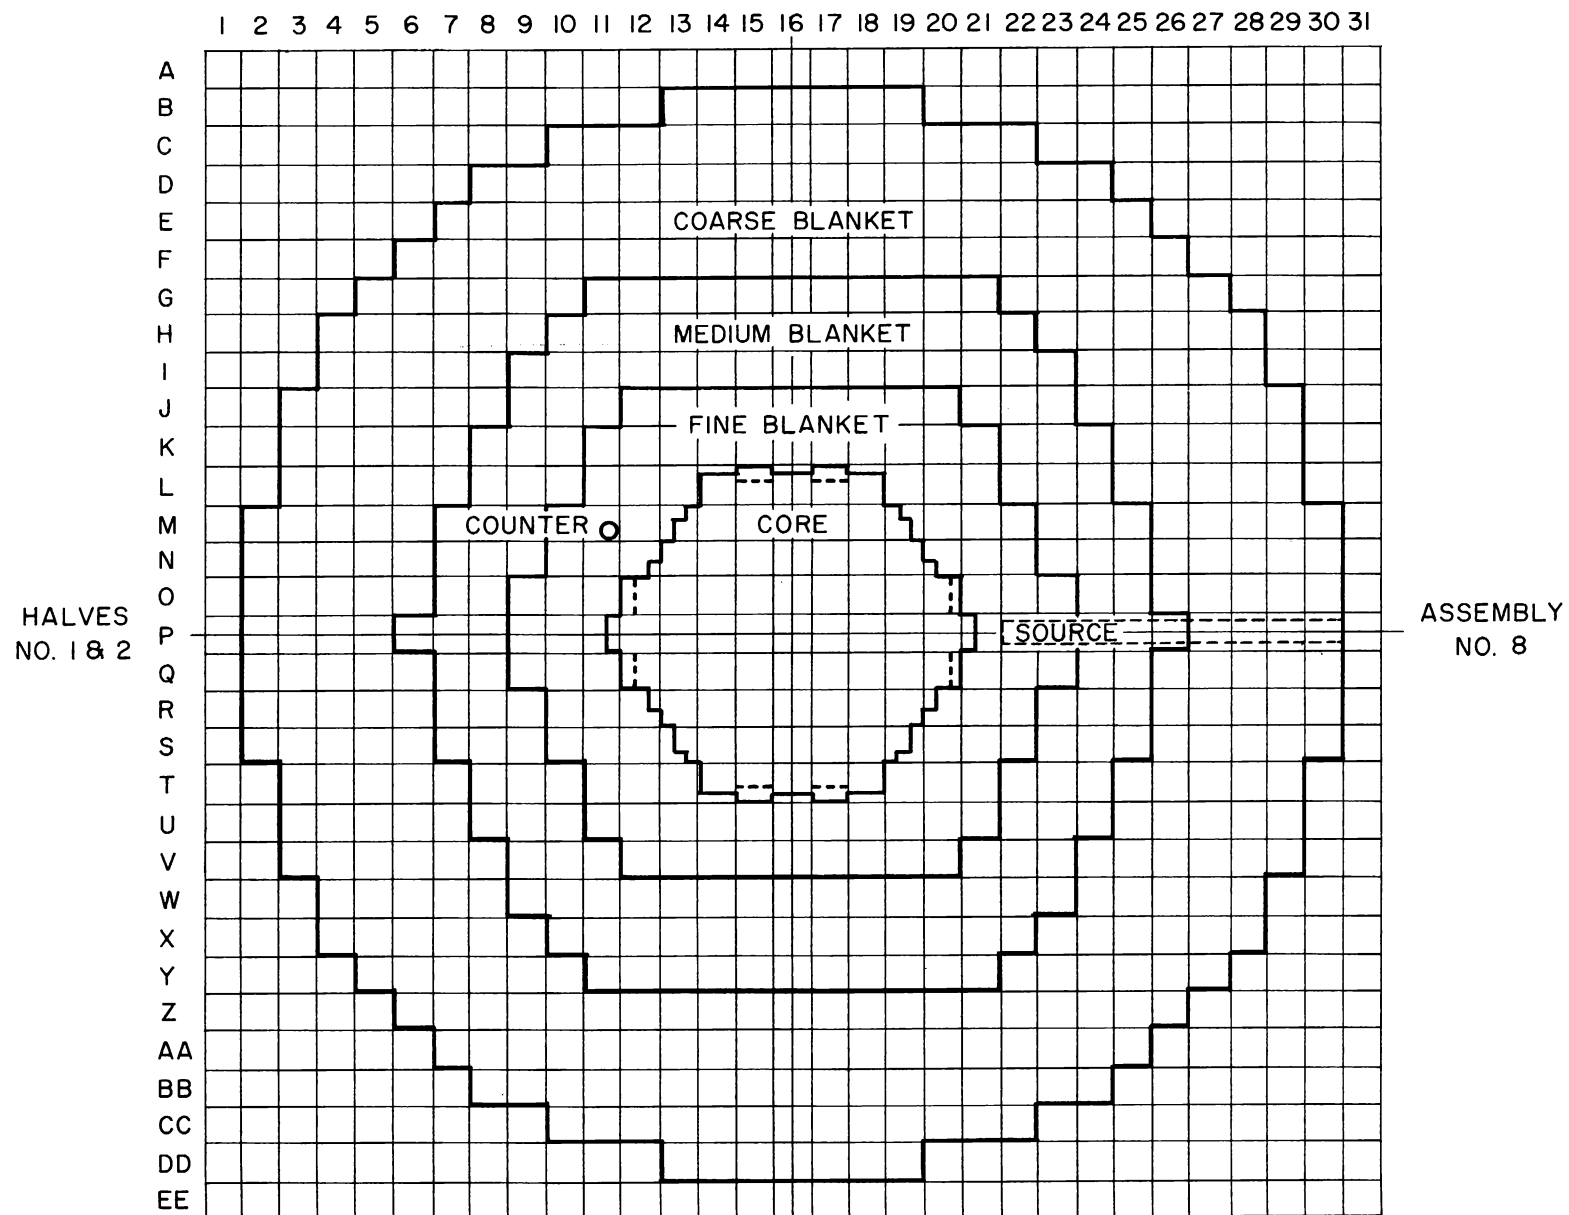 1 2 3 4 5 6 7 8 9 10 11 12 13 14 15 16 17 18 19 20 21 22 23 24 25 26 27 28 29 30 31
A
B
C
D
E
COARSE BLANKET
F
G
H
MEDIUM BLANKET
I
J
FINE BLANKET
K
L
M
COUNTER
CORE
N
O
HALVES
NO. 1 & 2
P
SOURCE
ASSEMBLY
NO. 8
Q
R
S
T
U
V
W
X
Y
Z
AA
BB
CC
DD
EE